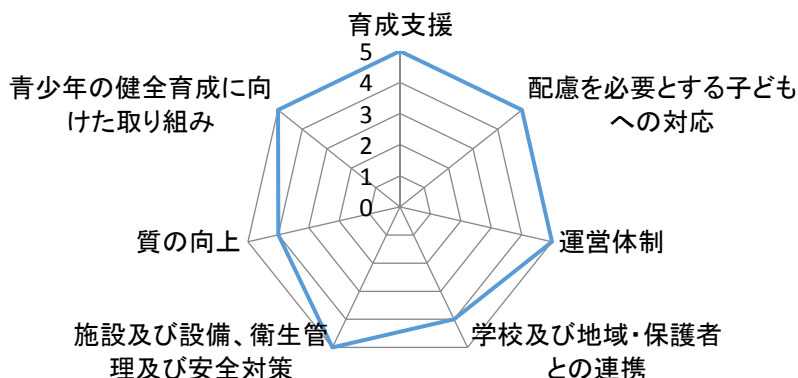 育成支援
5
4
3
2
1
0
配慮を必要とする子ども
への対応
運営体制
学校及び地域・保護者
との連携
施設及び設備、衛生管
理及び安全対策
質の向上
青少年の健全育成に向
けた取り組み